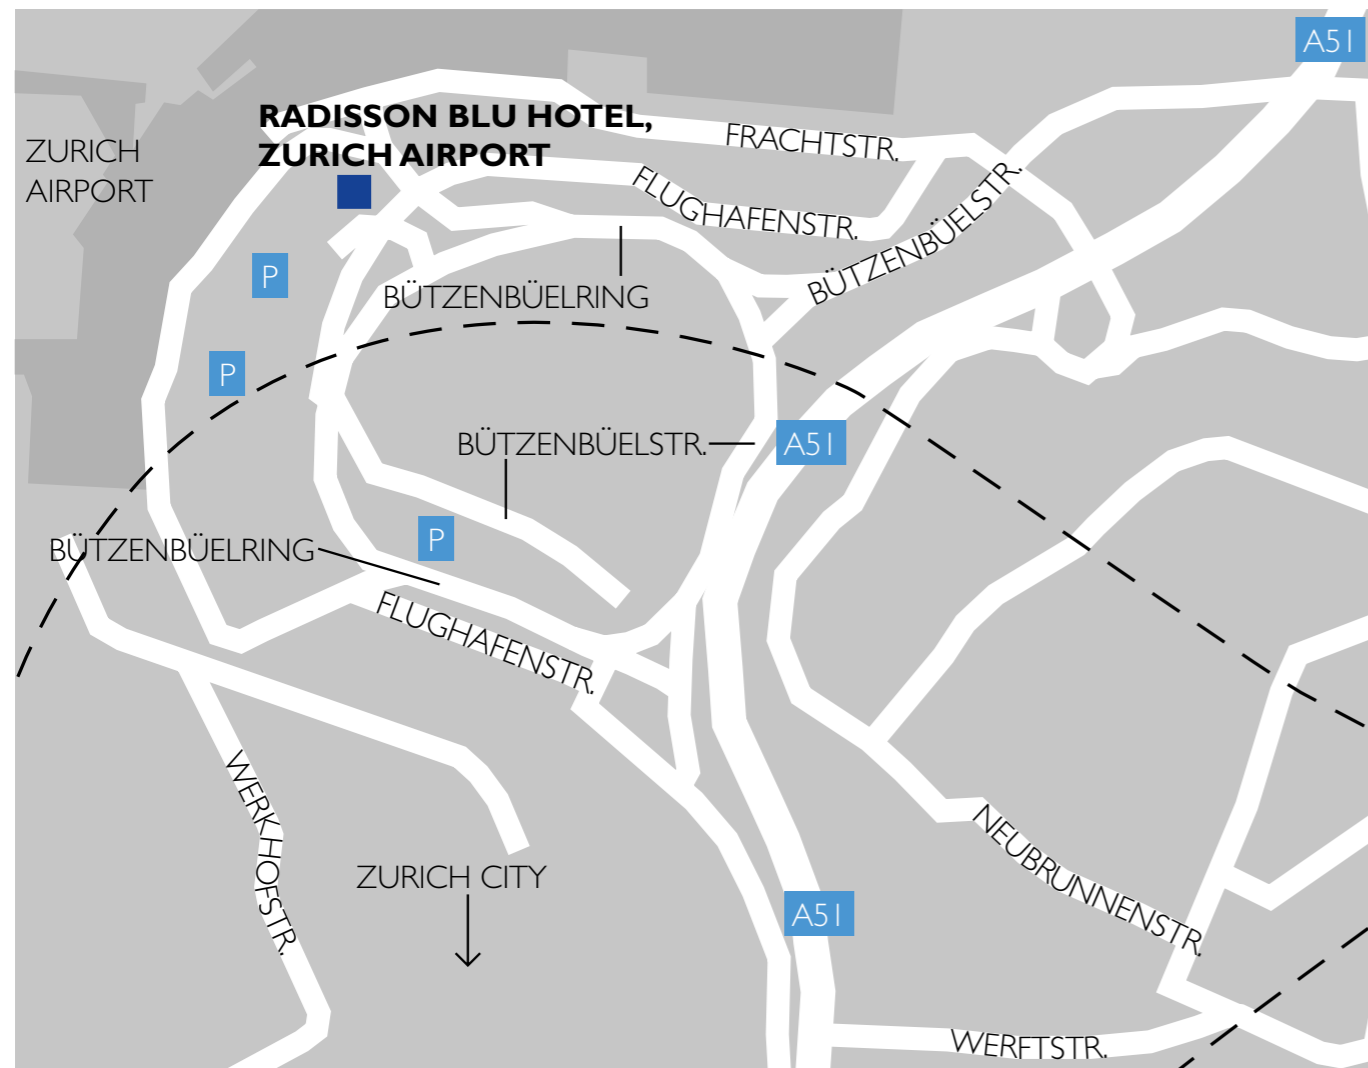 A51
RADISSON BLU HOTEL,
ZURICH AIRPORT
ZURICH
AIRPORT
FRACHTSTR.
FLUGHAFENSTR.
BÜTZENBÜELSTR.
P
BÜTZENBÜELRING
P
BÜTZENBÜELSTR.
A51
P
BÜTZENBÜELRING
FLUGHAFENSTR.
WERKHOFSTR.
ZURICH CITY
NEUBRUNNENSTR.
A51
WERFTSTR.